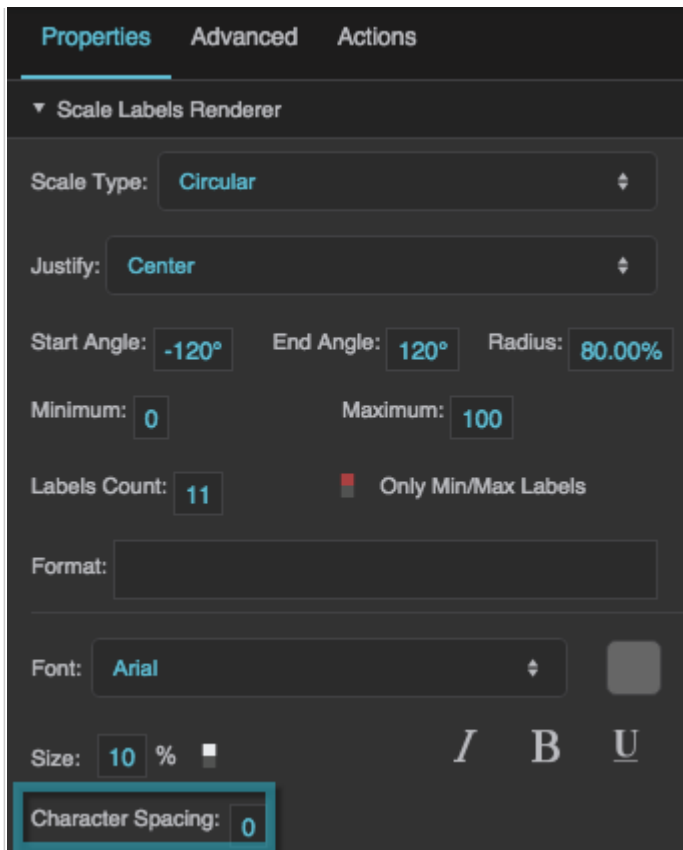 Properties Advanced Actions
Scale Labels Renderer
Scale Type: Circular
Justify: Center
Start Angle: -120° End Angle: 120° Radius: 80.00%
Minimum: 0 Maximum: 100
Labels Count: 11 Only Min/Max Labels
Format:
Font: Arial
Size: 10 % I B U
Character Spacing: 0